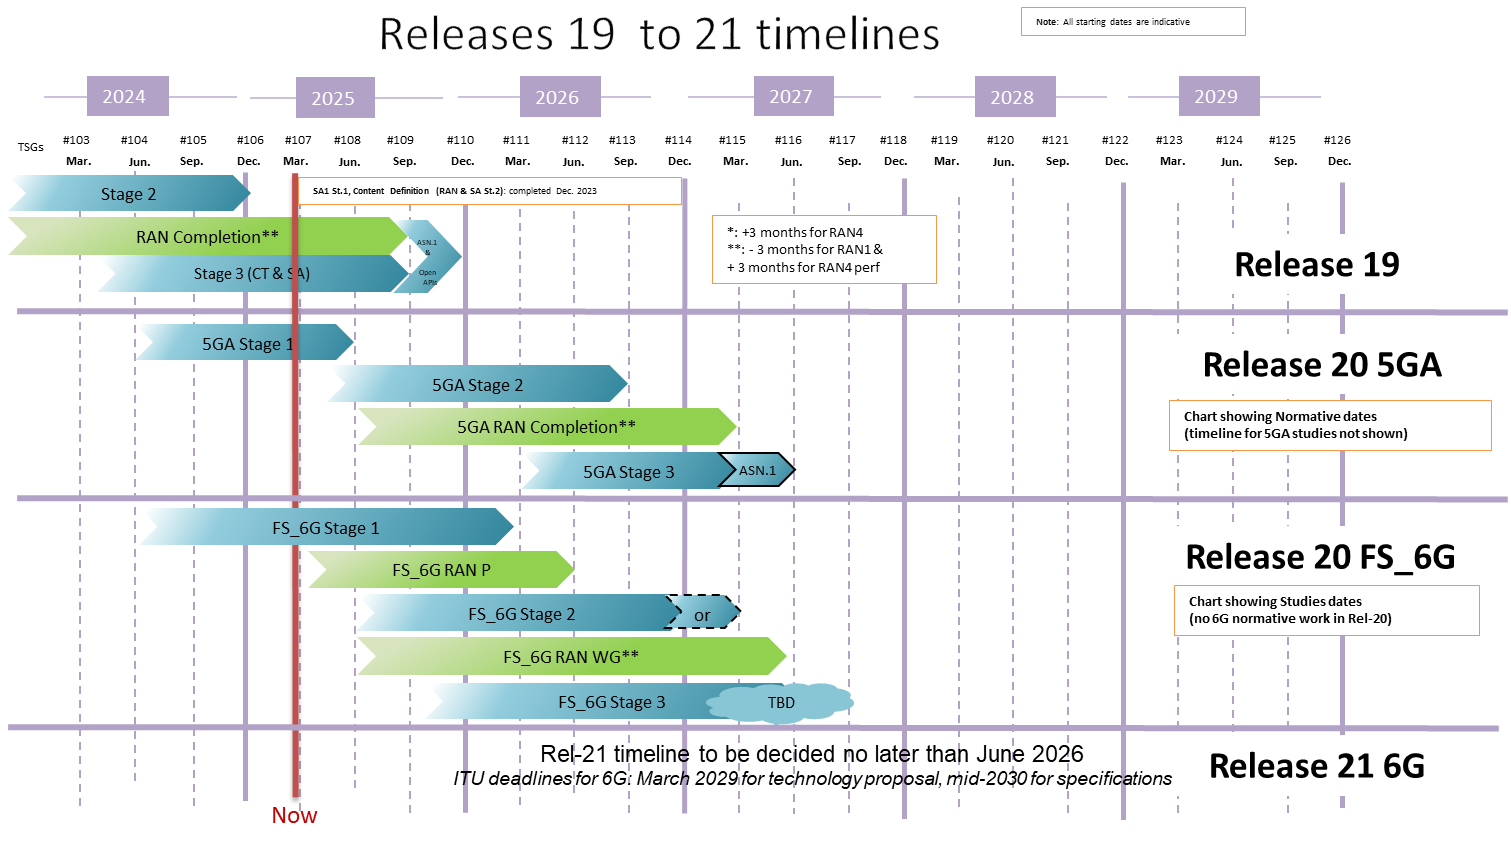 Releases 19 to 21 timelines
Note: All starting dates are indicative
2024 2025 2026 2027 2028 2029
TSGs #103 #104 #105 #106 #107 #108 #109 #110 #111 #112 #113 #114 #115 #116 #117 #118 #119 #120 #121 #122 #123 #124 #125 #126
Mar. Jun. Sep. Dec. Mar. Jun. Sep. Dec. Mar. Jun. Sep. Dec. Mar. Jun. Sep. Dec. Mar. Jun. Sep. Dec. Mar. Jun. Sep. Dec.
Stage 2
SA1 St.1, Content Definition (RAN & SA St.2): completed Dec. 2023
RAN Completion**
ASN.1
&
Open
APIs
Stage 3 (CT & SA)
*: +3 months for RAN4
**: - 3 months for RAN1 &
+ 3 months for RAN4 perf
Release 19
5GA Stage 1
5GA Stage 2
5GA RAN Completion**
5GA Stage 3
ASN.1
Release 20 5GA
Chart showing Normative dates
(timeline for 5GA studies not shown)
FS_6G Stage 1
FS_6G RAN P
FS_6G Stage 2
or
FS_6G RAN WG**
FS_6G Stage 3
TBD
Release 20 FS_6G
Chart showing Studies dates
(no 6G normative work in Rel-20)
Rel-21 timeline to be decided no later than June 2026
ITU deadlines for 6G: March 2029 for technology proposal, mid-2030 for specifications
Release 21 6G
Now